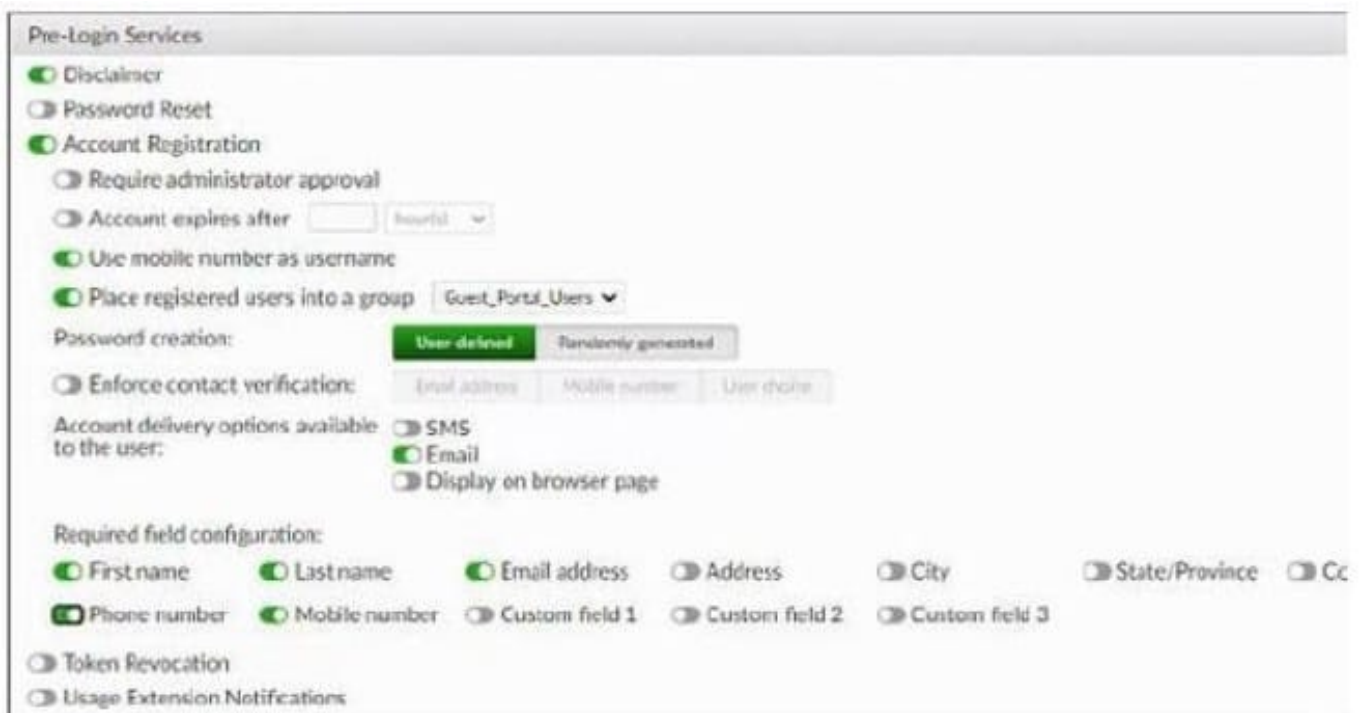 Pre-Login Services
Disclaimer
Password Reset
Account Registration
Require administrator approval
Account expires after hour(s)
Use mobile number as username
Place registered users into a group Guest_Portal_Users
Password creation: User-defined Randomly generated
Enforce contact verification: Email address Mobile number User choice
Account delivery options available to the user: SMS
Email
Display on browser page
Required field configuration:
First name Last name Email address Address City State/Province Co
Phone number Mobile number Custom field 1 Custom field 2 Custom field 3
Token Revocation
Usage Extension Notifications